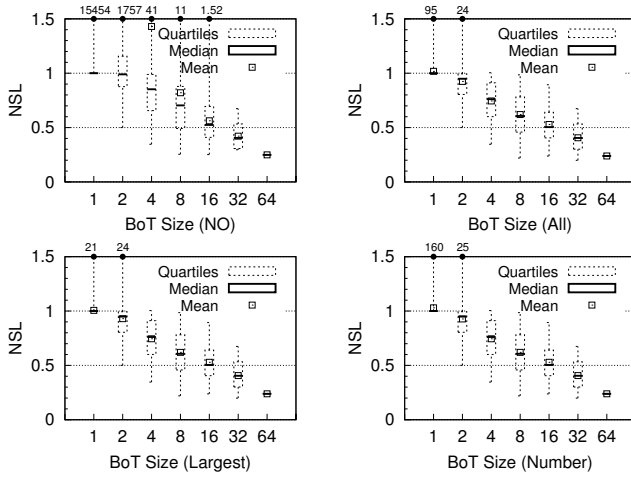 15454 1757 41 11 1.52
1.5
Quartiles
Median
1
Mean
NSL
0.5
0
1 2 4 8 16 32 64
BoT Size (NO)
95 24
1.5
Quartiles
Median
1
Mean
NSL
0.5
0
1 2 4 8 16 32 64
BoT Size (All)
21 24
1.5
Quartiles
Median
1
Mean
NSL
0.5
0
1 2 4 8 16 32 64
BoT Size (Largest)
160 25
1.5
Quartiles
Median
1
Mean
NSL
0.5
0
1 2 4 8 16 32 64
BoT Size (Number)